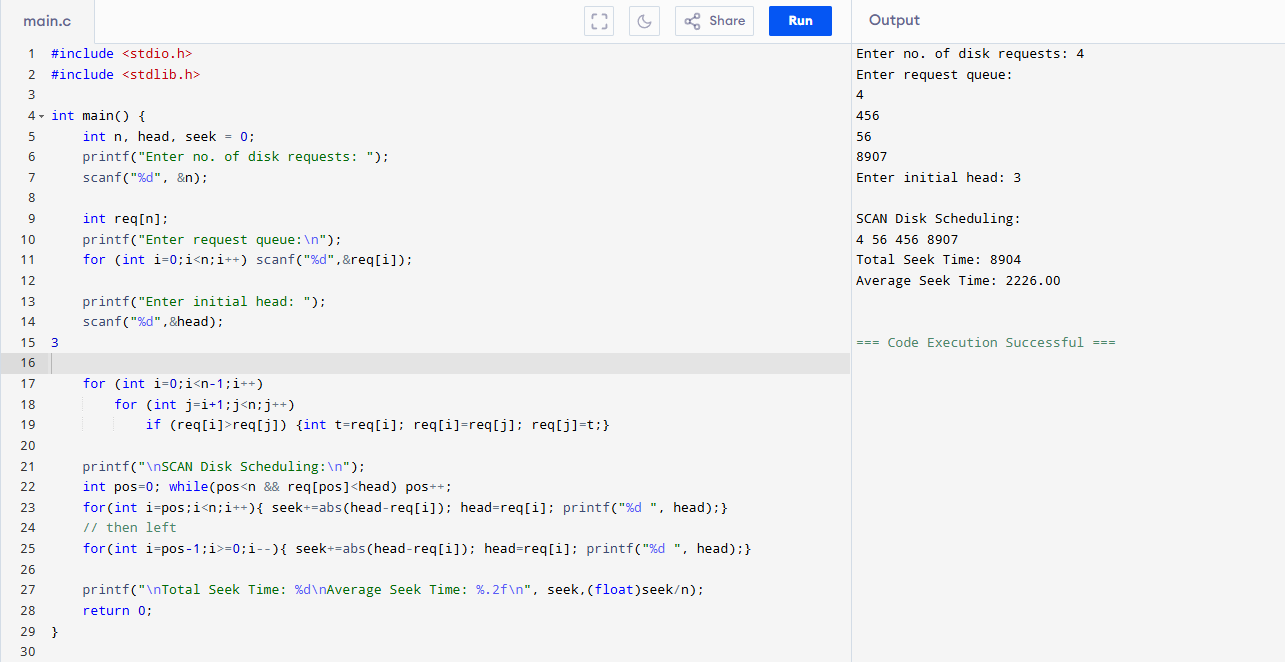 main.c
Share
Run
Output
1 #include <stdio.h>
2 #include <stdlib.h>
3
4 int main() {
5     int n, head, seek = 0;
6     printf("Enter no. of disk requests: ");
7     scanf("%d", &n);
8
9     int req[n];
10     printf("Enter request queue:\n");
11     for (int i=0;i<n;i++) scanf("%d",&req[i]);
12
13     printf("Enter initial head: ");
14     scanf("%d",&head);
15 3
16
17     for (int i=0;i<n-1;i++)
18         for (int j=i+1;j<n;j++)
19             if (req[i]>req[j]) {int t=req[i]; req[i]=req[j]; req[j]=t;}
20
21     printf("\nSCAN Disk Scheduling:\n");
22     int pos=0; while(pos<n && req[pos]<head) pos++;
23     for(int i=pos;i<n;i++){ seek+=abs(head-req[i]); head=req[i]; printf("%d ", head);}
24     // then left
25     for(int i=pos-1;i>=0;i--){ seek+=abs(head-req[i]); head=req[i]; printf("%d ", head);}
26
27     printf("\nTotal Seek Time: %d\nAverage Seek Time: %.2f\n", seek,(float)seek/n);
28     return 0;
29 }
30
Enter no. of disk requests: 4
Enter request queue:
4
456
56
8907
Enter initial head: 3

SCAN Disk Scheduling:
4 56 456 8907
Total Seek Time: 8904
Average Seek Time: 2226.00

=== Code Execution Successful ===